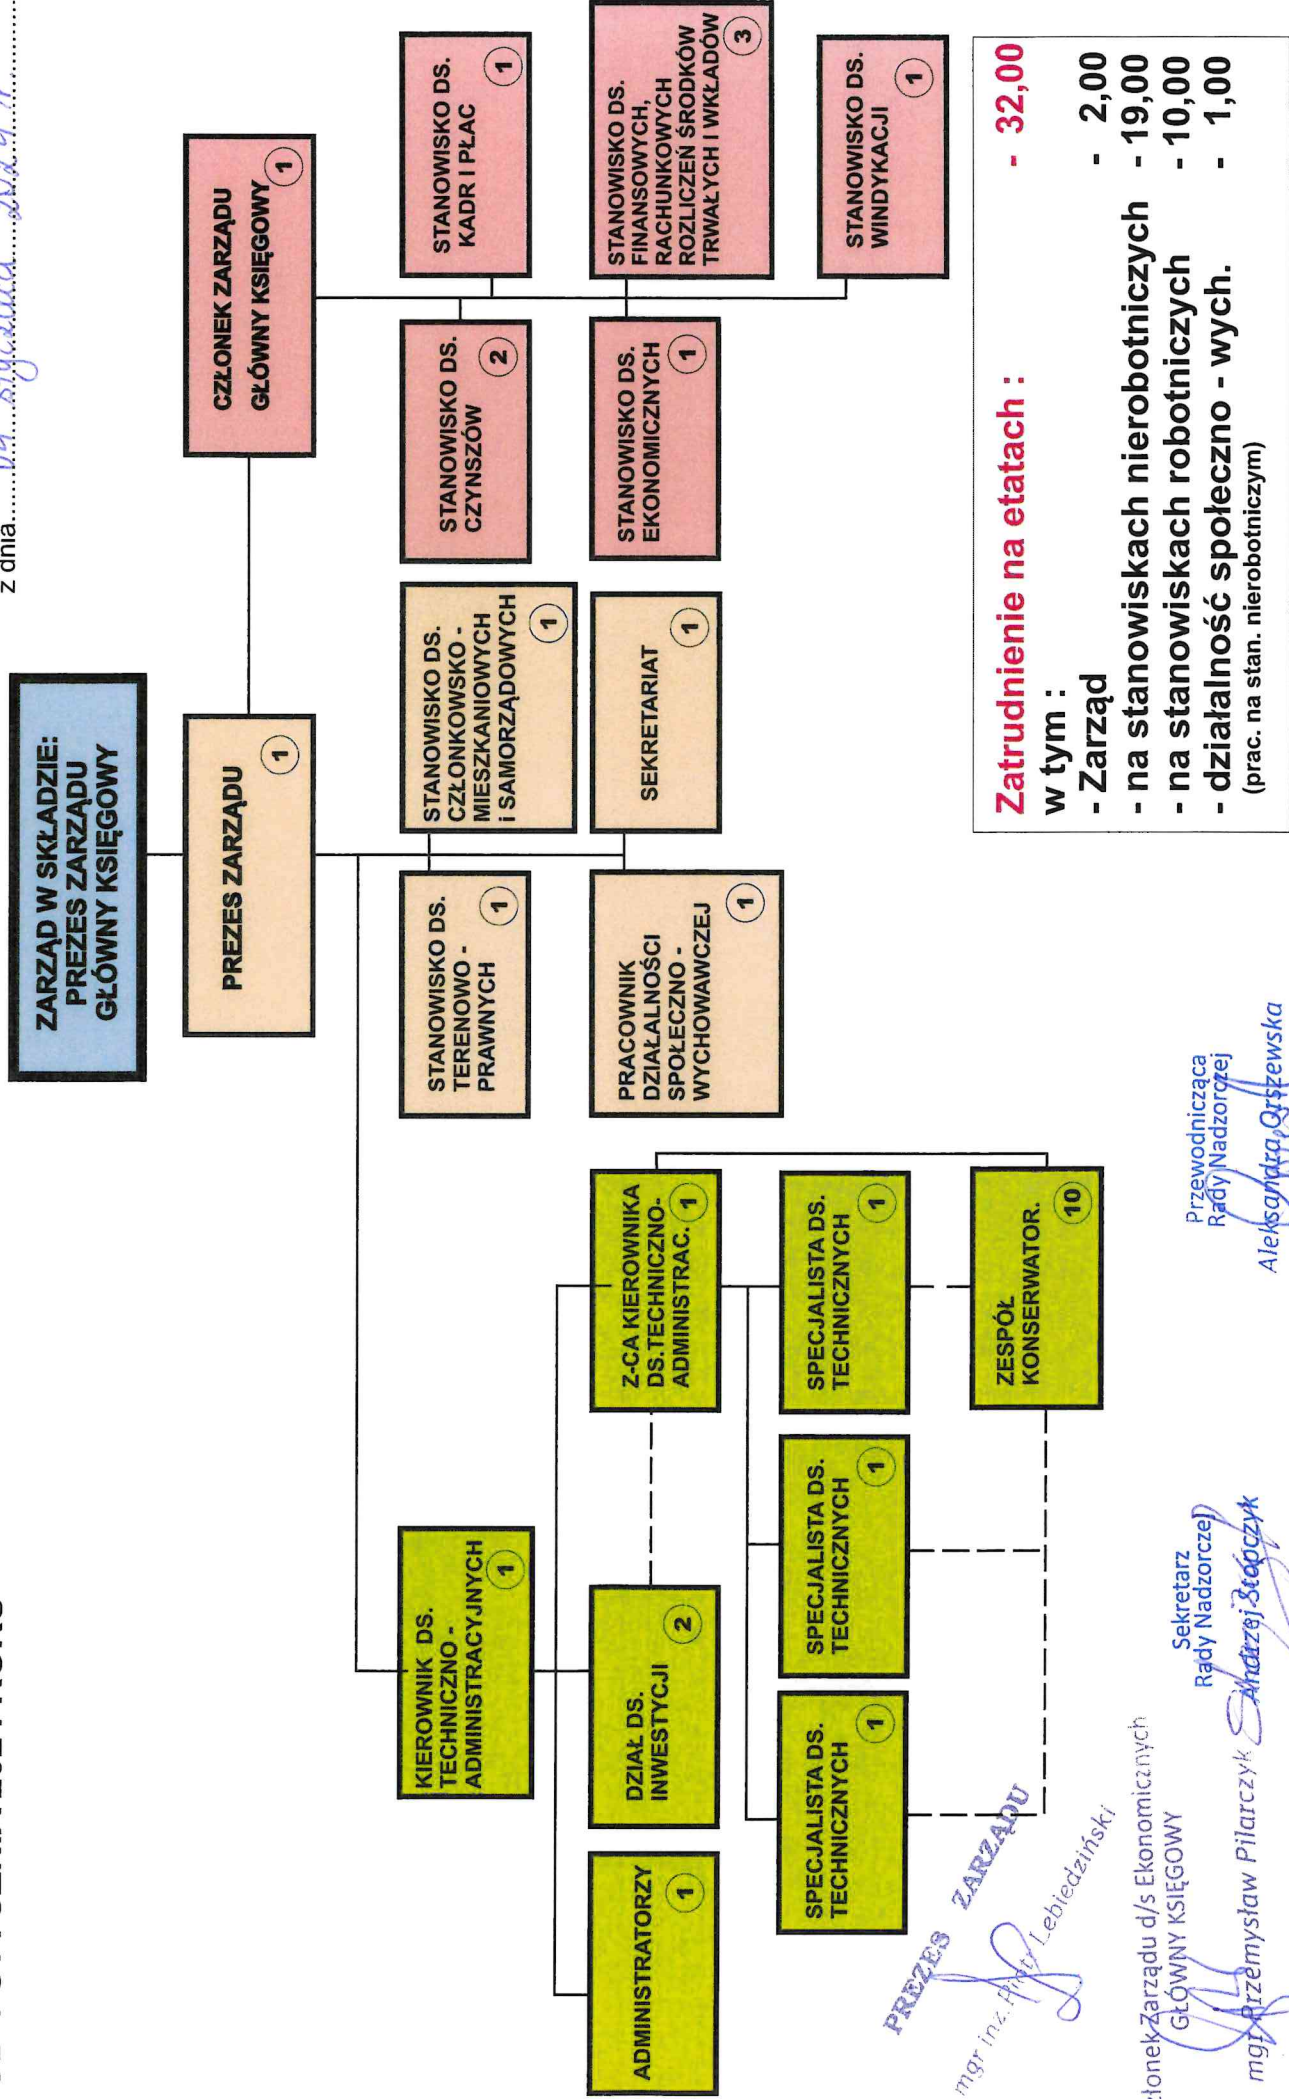 z dnia
ZARZĄD W SKŁADZIE:
PREZES ZARZĄDU
GŁÓWNY KSIĘGOWY
PREZES ZARZĄDU
1
CZŁONEK ZARZĄDU
GŁÓWNY KSIĘGOWY
1
KIEROWNIK DS.
TECHNICZNO -
ADMINISTRACYJNYCH
1
STANOWISKO DS.
TERENOWO -
PRAWNYCH
1
STANOWISKO DS.
CZŁONKOWSKO -
MIESZKANIOWYCH
i SAMORZĄDOWYCH
1
STANOWISKO DS.
CZYNSZÓW
2
STANOWISKO DS.
KADR I PŁAC
1
ADMINISTRATORZY
1
DZIAŁ DS.
INWESTYCJI
2
Z-CA KIEROWNIKA
DS.TECHNICZNO-
ADMINISTRAC.
1
PRACOWNIK
DZIAŁALNOŚCI
SPOŁECZNO -
WYCHOWAWCZEJ
1
SEKRETARIAT
1
STANOWISKO DS.
EKONOMICZNYCH
1
STANOWISKO DS.
FINANSOWYCH,
RACHUNKOWYCH
ROZLICZEŃ ŚRODKÓW
TRWAŁYCH I WKŁADÓW
3
SPECJALISTA DS.
TECHNICZNYCH
1
SPECJALISTA DS.
TECHNICZNYCH
1
SPECJALISTA DS.
TECHNICZNYCH
1
STANOWISKO DS.
WINDYKACJI
1
ZESPÓŁ
KONSERWATOR.
10
Zatrudnienie na etatach : - 32,00
w tym :
- Zarząd - 2,00
- na stanowiskach nierobotniczych - 19,00
- na stanowiskach robotniczych - 10,00
- działalność społeczno - wych. - 1,00
(prac. na stan. nierobotniczym)
PREZES ZARZĄDU
mgr inż. Piotr Lebiedziński
członek Zarządu d/s Ekonomicznych
GŁÓWNY KSIĘGOWY
mgr Przemysław Pilarczyk
Sekretarz
Rady Nadzorczej
Andrzej Stopczyk
Przewodnicząca
Rady Nadzorczej
Aleksandra Orszewska